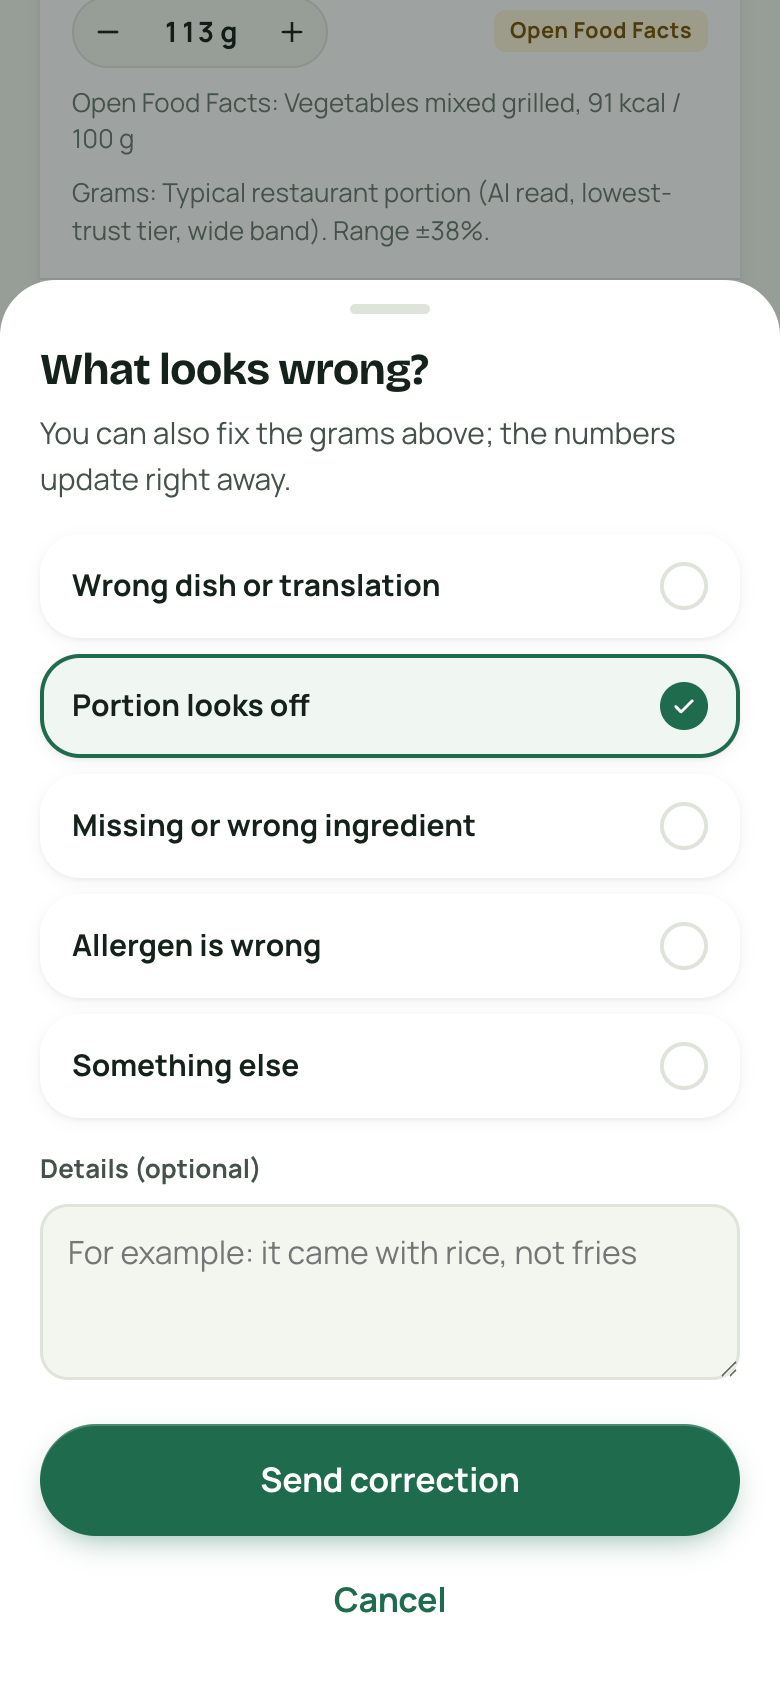 − 113 g + Open Food Facts
Open Food Facts: Vegetables mixed grilled, 91 kcal /
100 g
Grams: Typical restaurant portion (AI read, lowest-
trust tier, wide band). Range ±38%.
What looks wrong?
You can also fix the grams above; the numbers
update right away.
Wrong dish or translation
Portion looks off
Missing or wrong ingredient
Allergen is wrong
Something else
Details (optional)
For example: it came with rice, not fries
Send correction
Cancel